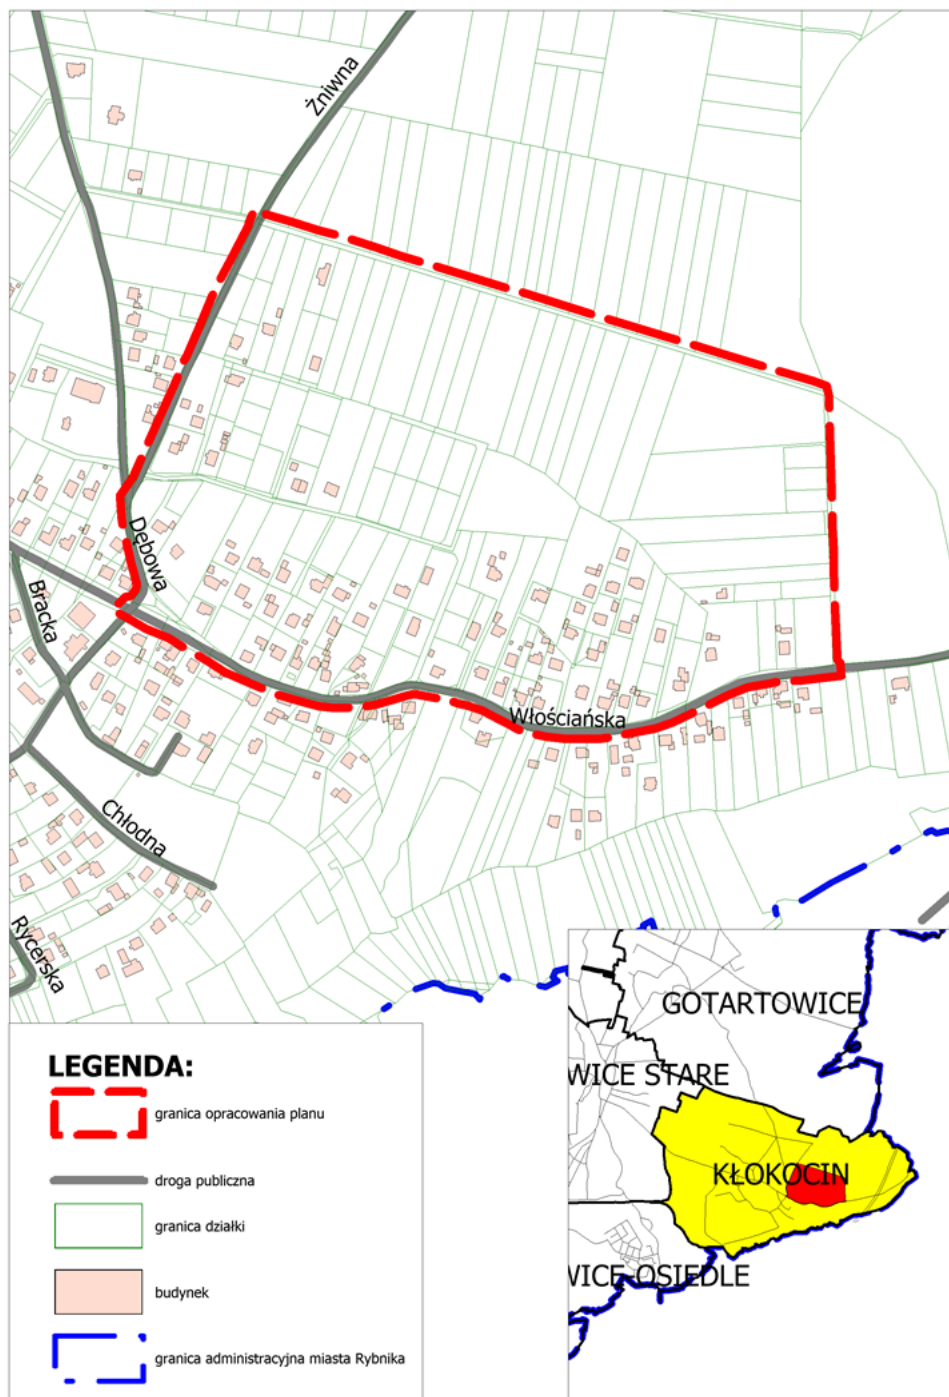 Żniwna
Dębowa
Bracka
Włościańska
Chłodna
Rycerska
GOTARTOWICE
WICE STARE
KŁOKOCIN
WICE-OSIEDLE
LEGENDA:
granica opracowania planu
droga publiczna
granica działki
budynek
granica administracyjna miasta Rybnika